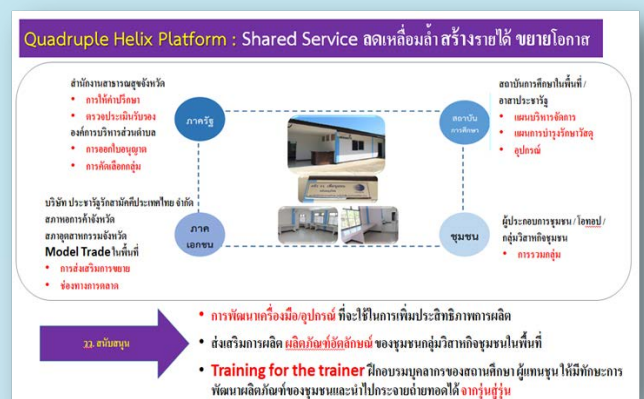 Quadruple Helix Platform : Shared Service ลดเหลื่อมล้ำ สร้างรายได้ ขยายโอกาส
สำนักงานสาธารณสุขจังหวัด
• การให้คำปรึกษา
• ตรวจประเมินรับรอง
องค์การบริหารส่วนตำบล
• การออกใบอนุญาต
• การคัดเลือกกลุ่ม
ภาครัฐ
สถาบัน
การศึกษา
สถาบันการศึกษาในพื้นที่ /
อาสาประชารัฐ
• แผนบริหารจัดการ
• แผนการบำรุงรักษาวัสดุ
• อุปกรณ์
บริษัท ประชารัฐรักสามัคคีประเทศไทย จำกัด
สภาหอการค้าจังหวัด
สภาอุตสาหกรรมจังหวัด
Model Trade ในพื้นที่
• การส่งเสริมการขยาย
• ช่องทางการตลาด
ภาค
เอกชน
ชุมชน
ผู้ประกอบการชุมชน / โอทอป /
กลุ่มวิสาหกิจชุมชน
• การรวมกลุ่ม
วว. สนับสนุน
• การพัฒนาเครื่องมือ/อุปกรณ์ ที่จะใช้ในการเพิ่มประสิทธิภาพการผลิต
• ส่งเสริมการผลิต ผลิตภัณฑ์อัตลักษณ์ ของชุมชนกลุ่มวิสาหกิจชุมชนในพื้นที่
• Training for the trainer ฝึกอบรมบุคลากรของสถานศึกษา ผู้แทนชุน ให้มีทักษะการ
พัฒนาผลิตภัณฑ์ของชุมชนและนำไปกระจายถ่ายทอดได้ จากรุ่นสู่รุ่น